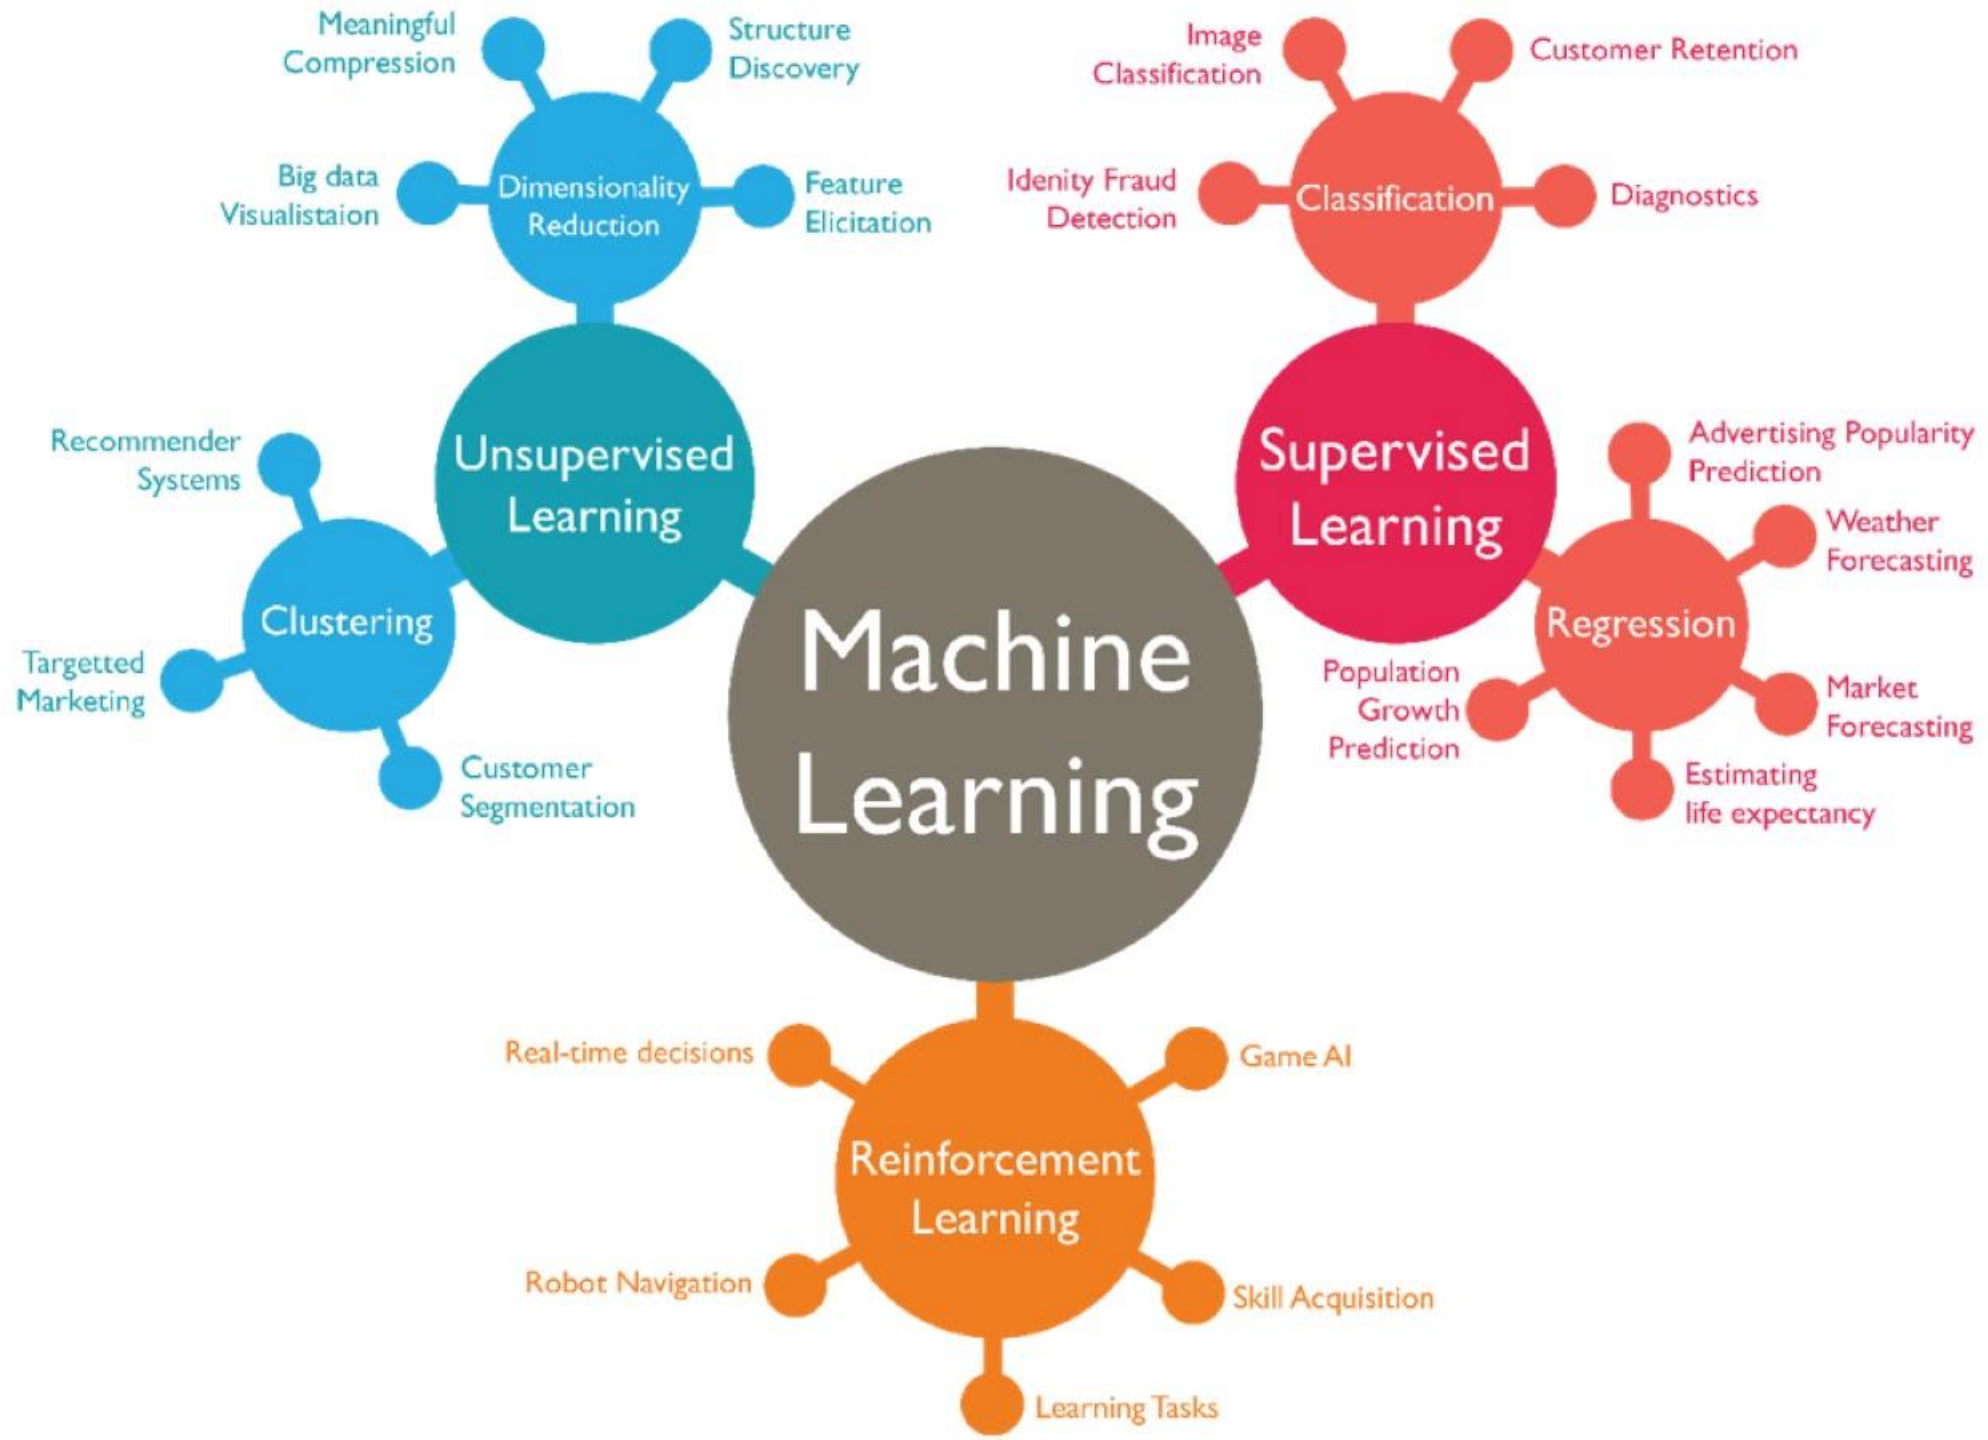 Meaningful
Compression
Structure
Discovery
Big data
Visualistaion
Dimensionality
Reduction
Feature
Elicitation
Image
Classification
Customer Retention
Idenity Fraud
Detection
Classification
Diagnostics
Unsupervised
Learning
Recommender
Systems
Clustering
Targetted
Marketing
Customer
Segmentation
Supervised
Learning
Advertising Popularity
Prediction
Weather
Forecasting
Regression
Population
Growth
Prediction
Market
Forecasting
Estimating
life expectancy
Machine
Learning
Real-time decisions
Game AI
Reinforcement
Learning
Robot Navigation
Skill Acquisition
Learning Tasks